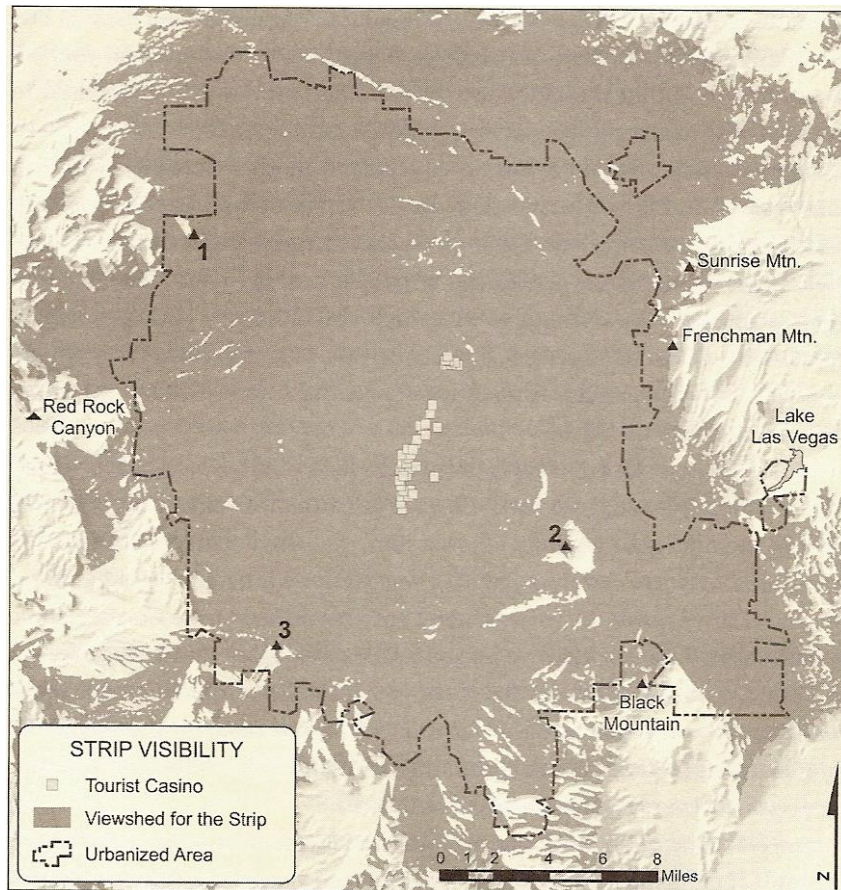 1
Sunrise Mtn.
Frenchman Mtn.
Red Rock
Canyon
Lake
Las Vegas
2
3
Black
Mountain
STRIP VISIBILITY
Tourist Casino
Viewshed for the Strip
Urbanized Area
0 1 2 4 6 8
Miles
N